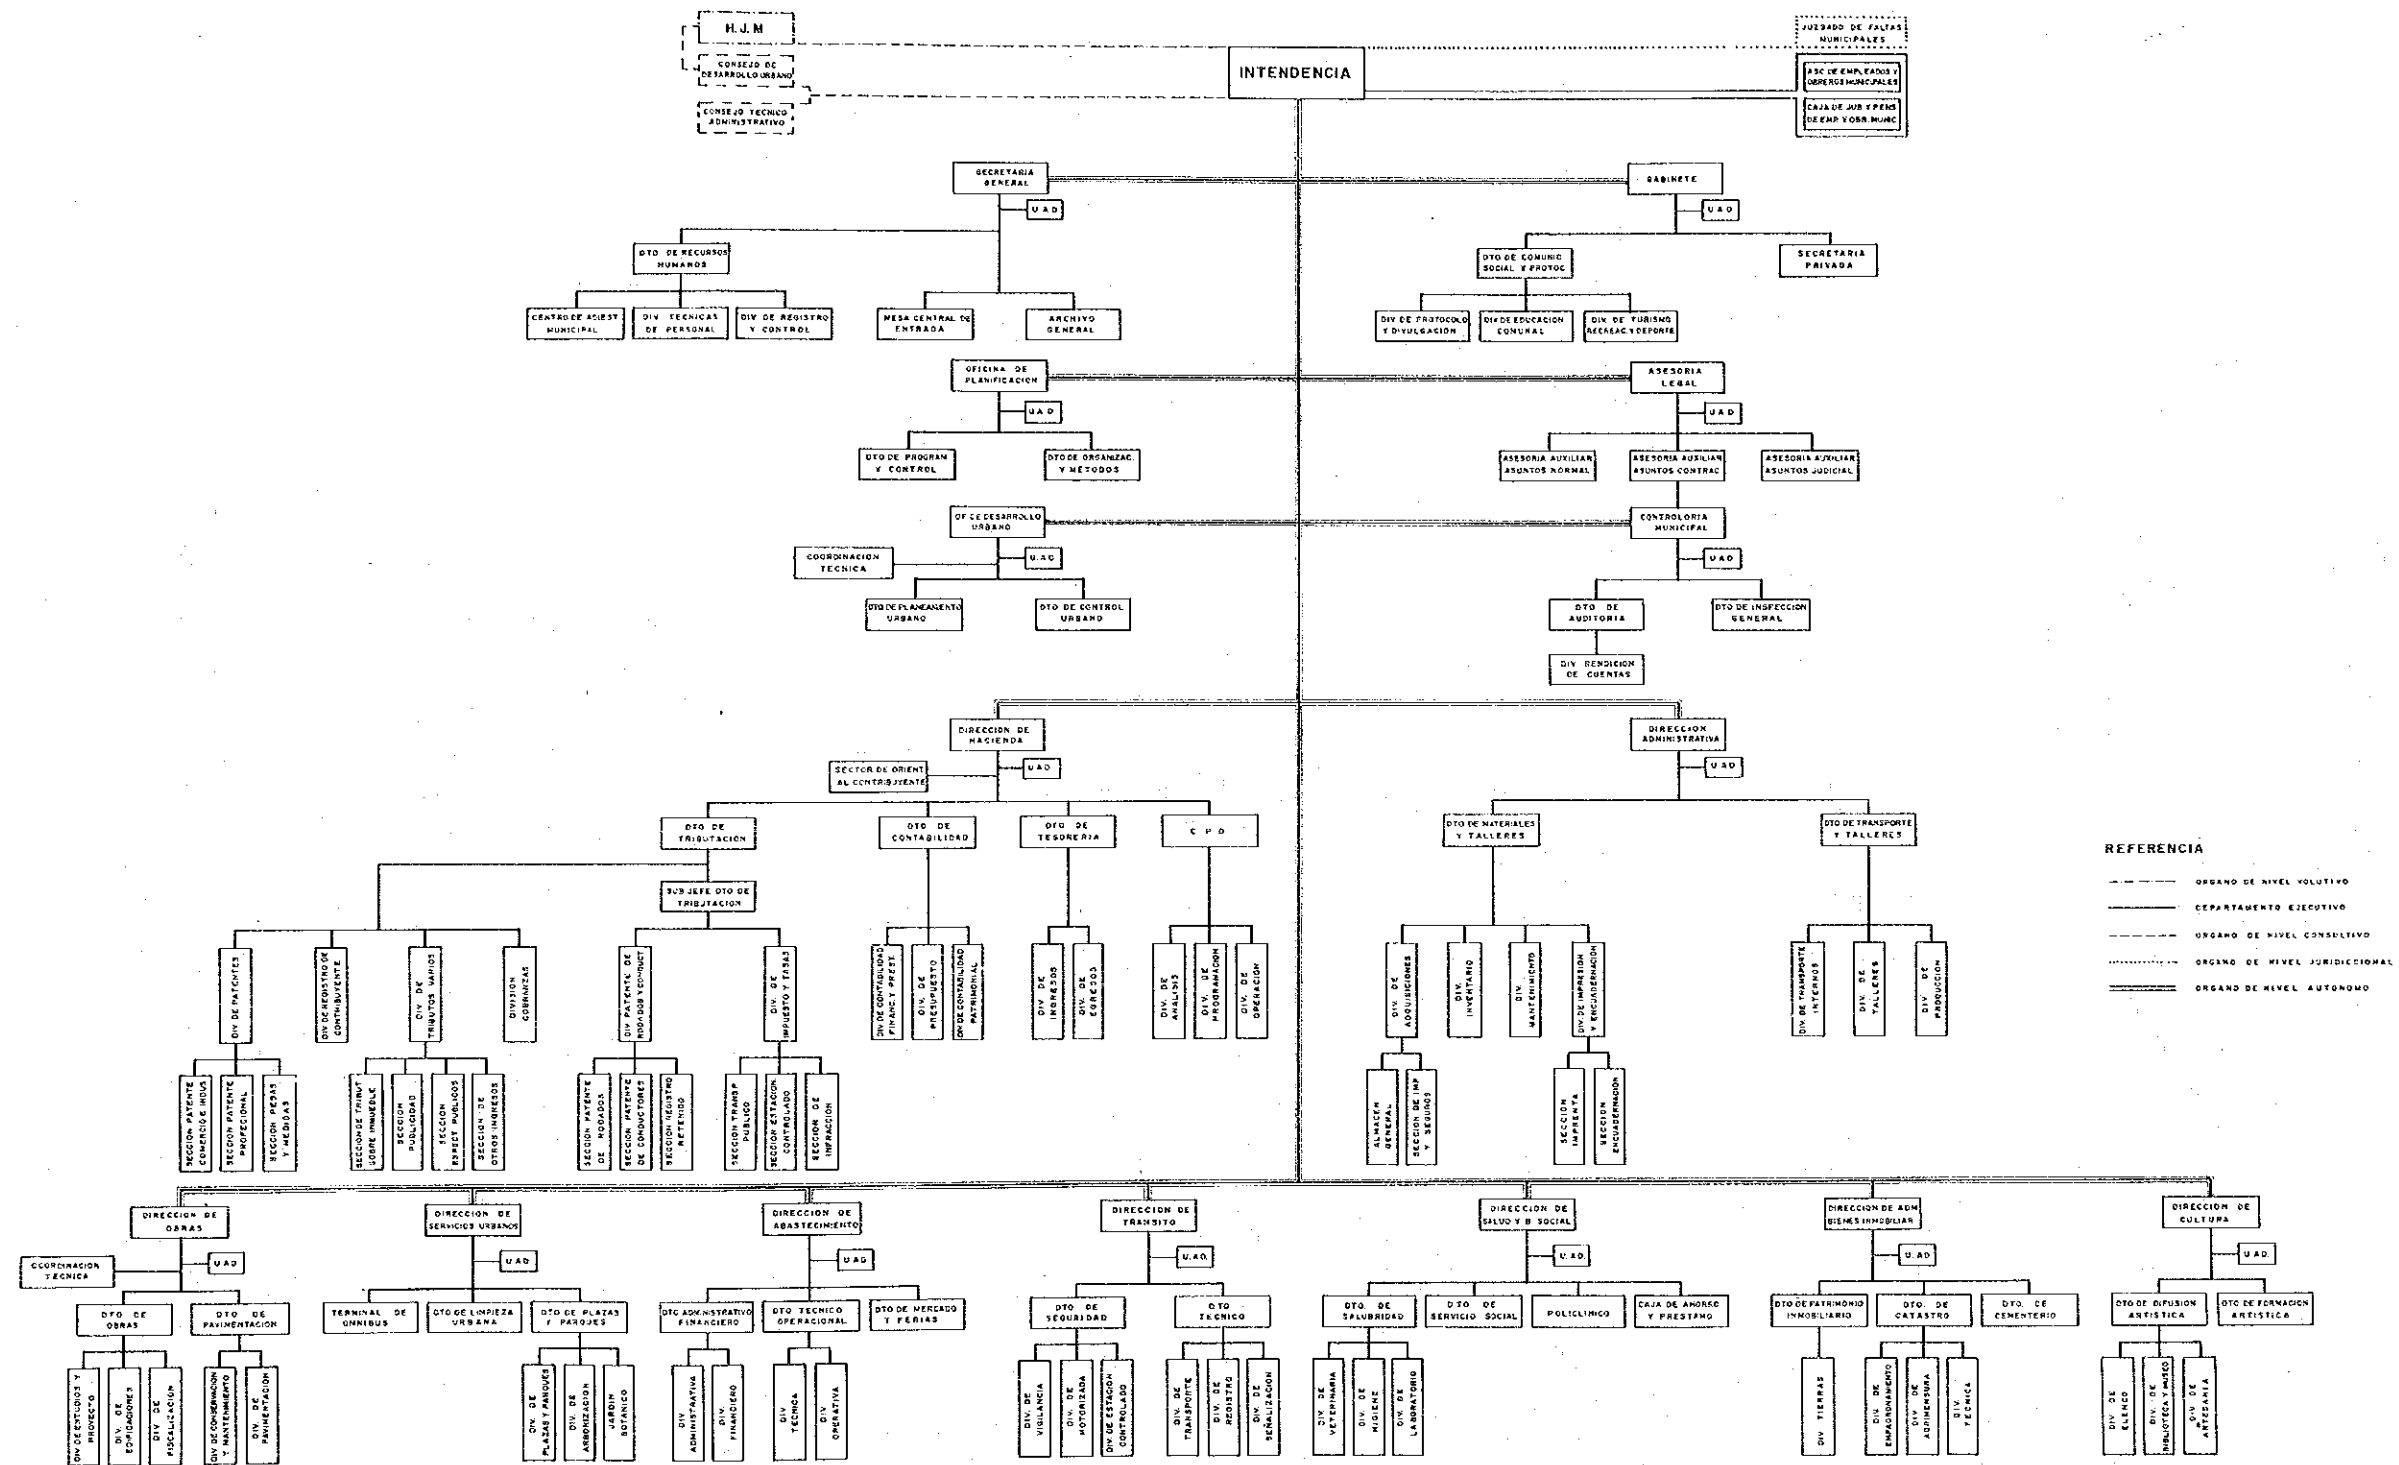 H.J.M
JUZGADO DE FALTAS
MUNICIPALES
CONSEJO DE
DESARROLLO URBANO
INTENDENCIA
ASC DE EMPLEADOS Y
OBREROS MUNICIPALES
CONSEJO TECNICO
ADMINISTRATIVO
CAJA DE JUB Y PENS
DE EMP Y OBR. MUNIC
SECRETARIA
GENERAL
GABINETE
U A D
U A D
DTO DE RECURSOS
HUMANOS
DTO DE COMUNIC
SOCIAL Y PROTOC
SECRETARIA
PRIVADA
CENTRO DE ADIEST
MUNICIPAL
DIV TECNICAS
DE PERSONAL
DIV DE REGISTRO
Y CONTROL
MESA CENTRAL DE
ENTRADA
ARCHIVO
GENERAL
DIV DE PROTOCOLO
Y DIVULGACION
DIV DE EDUCACION
COMUNAL
DIV. DE TURISMO
RECREAC. Y DEPORTE
OFICINA DE
PLANIFICACION
ASESORIA
LEGAL
U A D
U A D
DTO DE PROGRAM
Y CONTROL
DTO DE ORGANIZAC.
Y METODOS
ASESORIA AUXILIAR
ASUNTOS NORMAL
ASESORIA AUXILIAR
ASUNTOS CONTRAC
ASESORIA AUXILIAR
ASUNTOS JUDICIAL
OF DE DESARROLLO
URBANO
CONTROLORIA
MUNICIPAL
COORDINACION
TECNICA
U. A D
U A D
DTO DE PLANEAMIENTO
URBANO
DTO DE CONTROL
URBANO
DTO DE
AUDITORIA
DTO DE INSPECCION
GENERAL
DIV RENDICION
DE CUENTAS
DIRECCION DE
HACIENDA
DIRECCION
ADMINISTRATIVA
SECTOR DE ORIENT
AL CONTRIBUYENTE
U AD
U AD
DTO DE
TRIBUTACION
DTO DE
CONTABILIDAD
DTO DE
TESORERIA
C P D
DTO DE MATERIALES
Y TALLERES
DTO DE TRANSPORTE
Y TALLERES
REFERENCIA
ORGANO DE NIVEL VOLUTIVO
DEPARTAMENTO EJECUTIVO
ORGANO DE NIVEL CONSULTIVO
ORGANO DE NIVEL JURIDICCIONAL
ORGANO DE NIVEL AUTONOMO
SUB JEFE DTO DE
TRIBUTACION
DIV DE PATENTES
DIV DE REGISTRO DE
CONTRIBUYENTE
DIV DE
TRIBUTOS VARIOS
DIVISION
COBRANZAS
DIV PATENTE DE
RODADOS Y CONDUCT
DIV. DE
IMPUESTO Y TASAS
DIV DE CONTABILIDAD
FINANC. Y PREST.
DIV. DE
PRESUPUESTO
DIV DE CONTABILIDAD
PATRIMONIAL
DIV. DE
INGRESOS
DIV. DE
EGRESOS
DIV. DE
ANALISIS
DIV.
PROGRAMACION
DIV. DE
OPERACION
DIV. DE
ADQUISICIONES
DIV.
INVENTARIO
DIV.
MANTENIMIENTO
DIV. DE IMPRESION
Y ENCUADERNACION
DIV. DE TRANSPORTE
INTERNOS
DIV. DE
TALLERES
DIV. DE
PRODUCCION
SECCION PATENTE
COMERCIO E INDUS
SECCION PATENTE
PROFECIONAL
SECCION PESAS
Y MEDIDAS
SECCION DE TRIBUT
SOBRE INMUEBLE
SECCION
PUBLICIDAD
SECCION
ESPECT PUBLICOS
SECCION DE
OTROS INGRESOS
SECCION PATENTE
DE RODADOS
SECCION PATENTE
DE CONDUCTORES
SECCION REGISTRO
RETENIDO
SECCION TRANSP
PUBLICO
SECCION ESTACION.
CONTROLADO
SECCION DE
INFRACCION
ALMACEN
GENERAL
SECCION DE IMP
Y SEGUROS
SECCION
IMPRENTA
SECCION
ENCUADERNACION
DIRECCION DE
OBRAS
DIRECCION DE
SERVICIOS URBANOS
DIRECCION DE
ABASTECIMIENTO
DIRECCION DE
TRANSITO
DIRECCION DE
SALUD Y B SOCIAL
DIRECCION DE ADM
BIENES INMOBILIAR
DIRECCION DE
CULTURA
COORDINACION
TECNICA
U AD
U AD
U AD
U. AD.
U. AD.
U. AD
U AD.
DTO DE
OBRAS
DTO DE
PAVIMENTACION
TERMINAL DE
OMNIBUS
DTO DE LIMPIEZA
URBANA
DTO DE PLAZAS
Y PARQUES
DTO ADMINISTRATIVO
FINANCIERO
DTO TECNICO
OPERACIONAL
DTO DE MERCADO
Y FERIAS
DTO DE
SEGURIDAD
DTO
TECNICO
DTO. DE
SALUBRIDAD
DTO DE
SERVICIO SOCIAL
POLICLINICO
CAJA DE AHORRO
Y PRESTAMO
DTO DE PATRIMONIO
INMOBILIARIO
DTO. DE
CATASTRO
DTO. DE
CEMENTERIO
DTO DE DIFUSION
ARTISTICA
DTO DE FORMACION
ARTISTICA
DIV DE ESTUDIOS Y
PROYECTO
DIV. DE
EDIFICACIONES
DIV. DE
FISCALIZACION
DIV DE CONSERVACION
Y MANTENIMIENTO
DIV. DE
PAVIMENTACION
DIV. DE
PLAZAS Y PARQUES
DIV. DE
ARBORIZACION
JARDIN
BOTANICO
DIV
ADMINISTRATIVA
DIV.
FINANCIERO
DIV
TECNICA
DIV
OPERATIVA
DIV. DE
VIGILANCIA
DIV. DE
MOTORIZADA
DIV. DE ESTACION
CONTROLADO
DIV. DE
TRANSPORTE
DIV. DE
REGISTRO
DIV. DE
SEÑALIZACION
DIV. DE
VETERINARIA
DIV. DE
HIGIENE
DIV. DE
LABORATORIO
DIV TIERRAS
DIV. DE
EMPADRONAMIENTO
DIV. DE
AGRIMENSURA
DIV.
TECNICA
DIV. DE
ELENCO
DIV. DE
BIBLIOTECA Y MUSEO
DIV DE
ARTESANIA